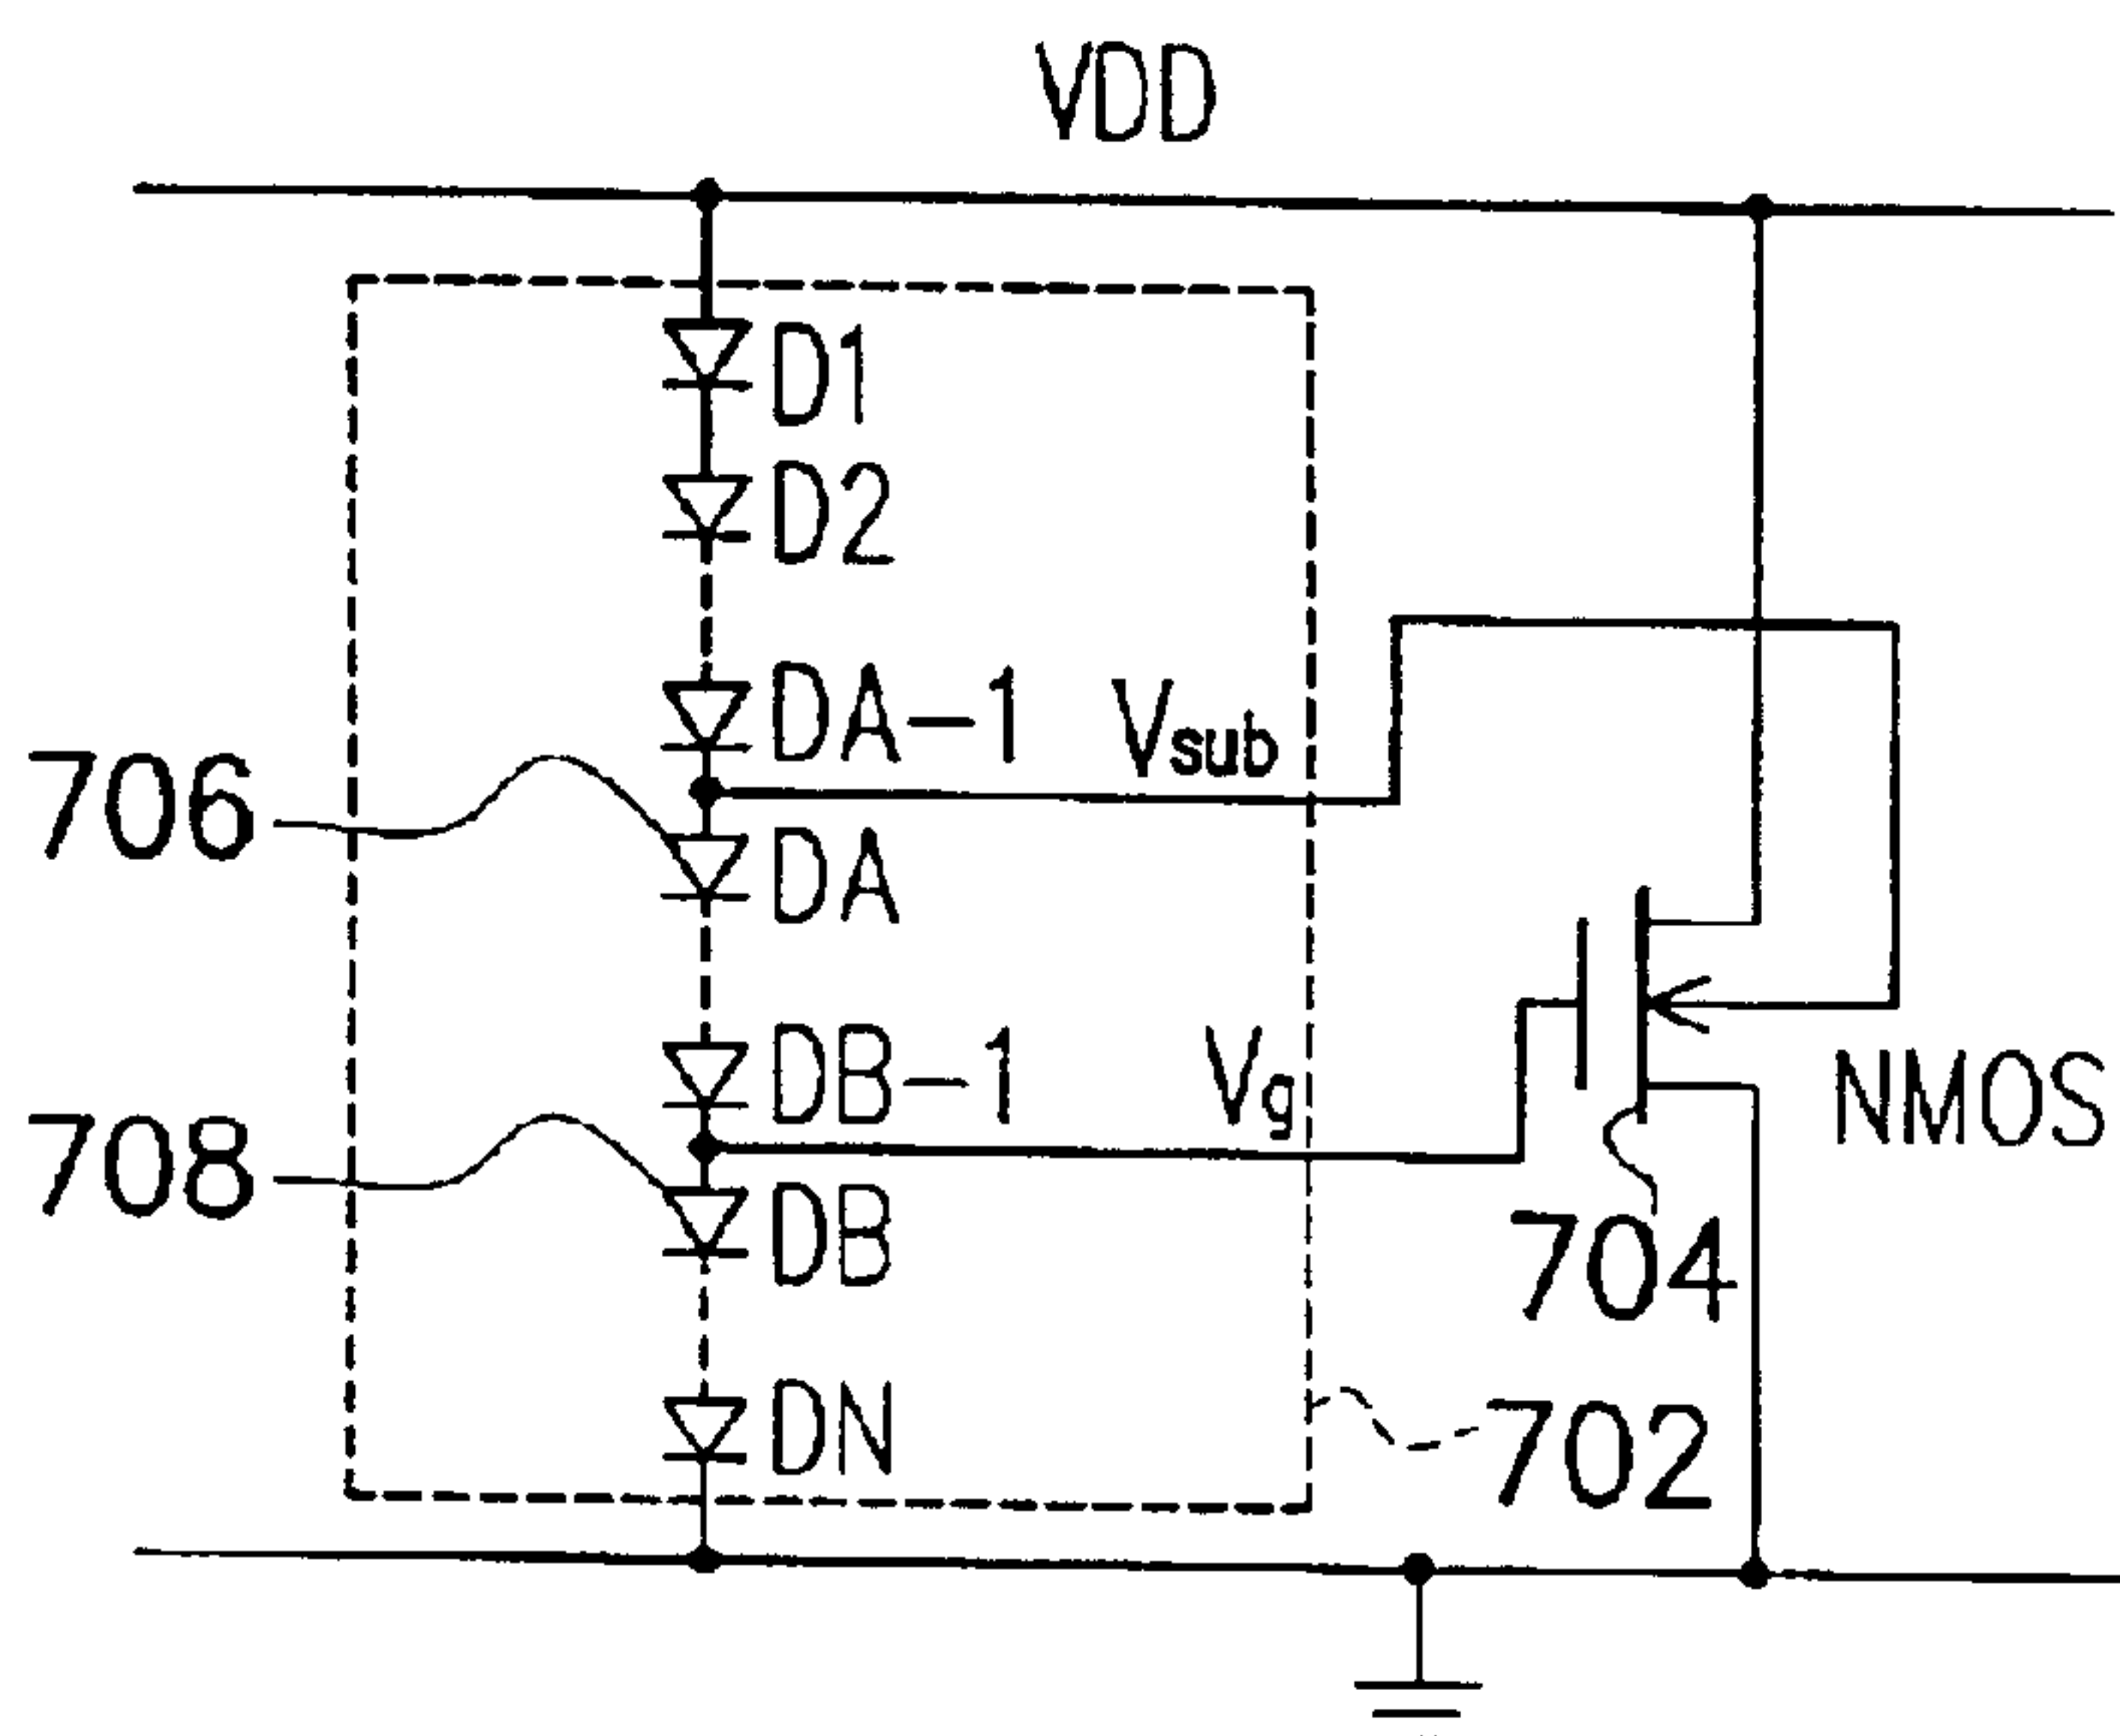 VDD
D1
D2
DA-1 Vsub
706
DA
DB-1 Vg
NMOS
708
DB
704
DN
702